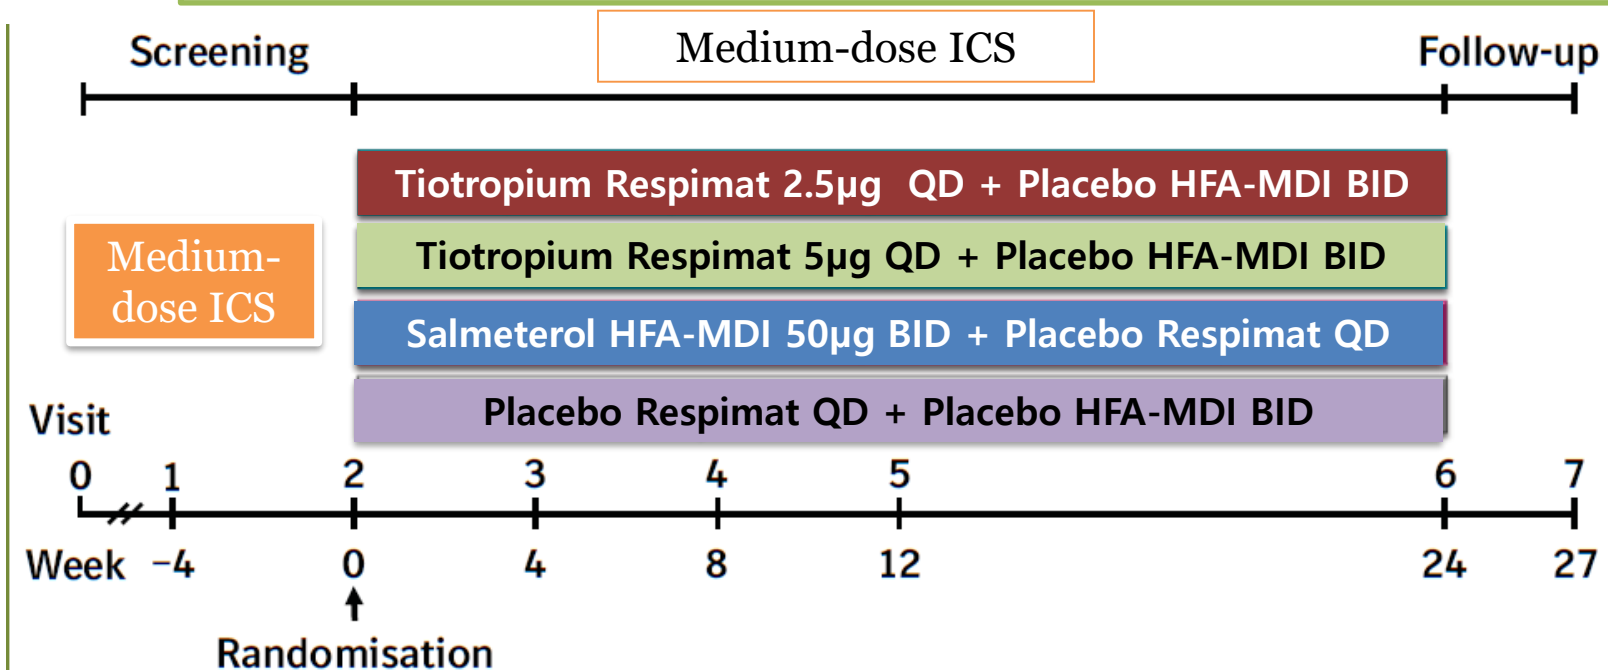 Screening
Medium-dose ICS
Follow-up
Tiotropium Respimat 2.5µg QD + Placebo HFA-MDI BID
Medium-
dose ICS
Tiotropium Respimat 5µg QD + Placebo HFA-MDI BID
Salmeterol HFA-MDI 50µg BID + Placebo Respimat QD
Placebo Respimat QD + Placebo HFA-MDI BID
Visit
0 1 2 3 4 5 6 7
Week −4 0 4 8 12 24 27
Randomisation